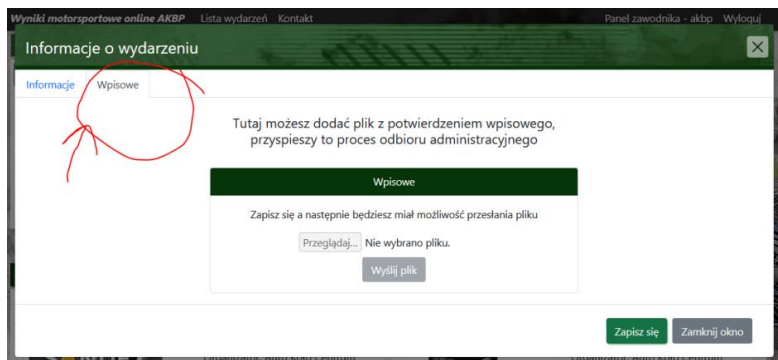 Wyniki motorsportowe online AKBP Lista wydarzeń Kontakt Panel zawodnika - akbp Wyloguj
Informacje o wydarzeniu
Informacje Wpisowe
Tutaj możesz dodać plik z potwierdzeniem wpisowego,
przyspieszy to proces odbioru administracyjnego
Wpisowe
Zapisz się a następnie będziesz miał możliwość przesłania pliku
Przeglądaj... Nie wybrano pliku.
Wyślij plik
Zapisz się Zamknij okno